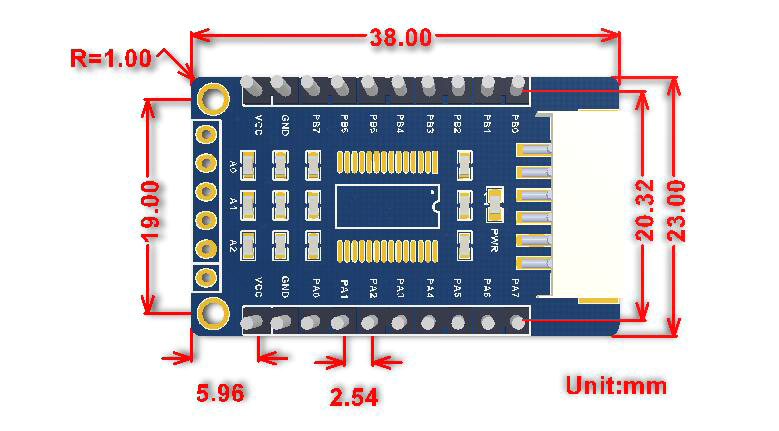 38.00
R=1.00
VCC GND PB7 PB6 PB5 PB4 PB3 PB2 PB1 PB0
A0
A1
A2
PWR
19.00
20.32
23.00
VCC GND PA0 PA1 PA2 PA3 PA4 PA5 PA6 PA7
5.96
2.54
Unit:mm